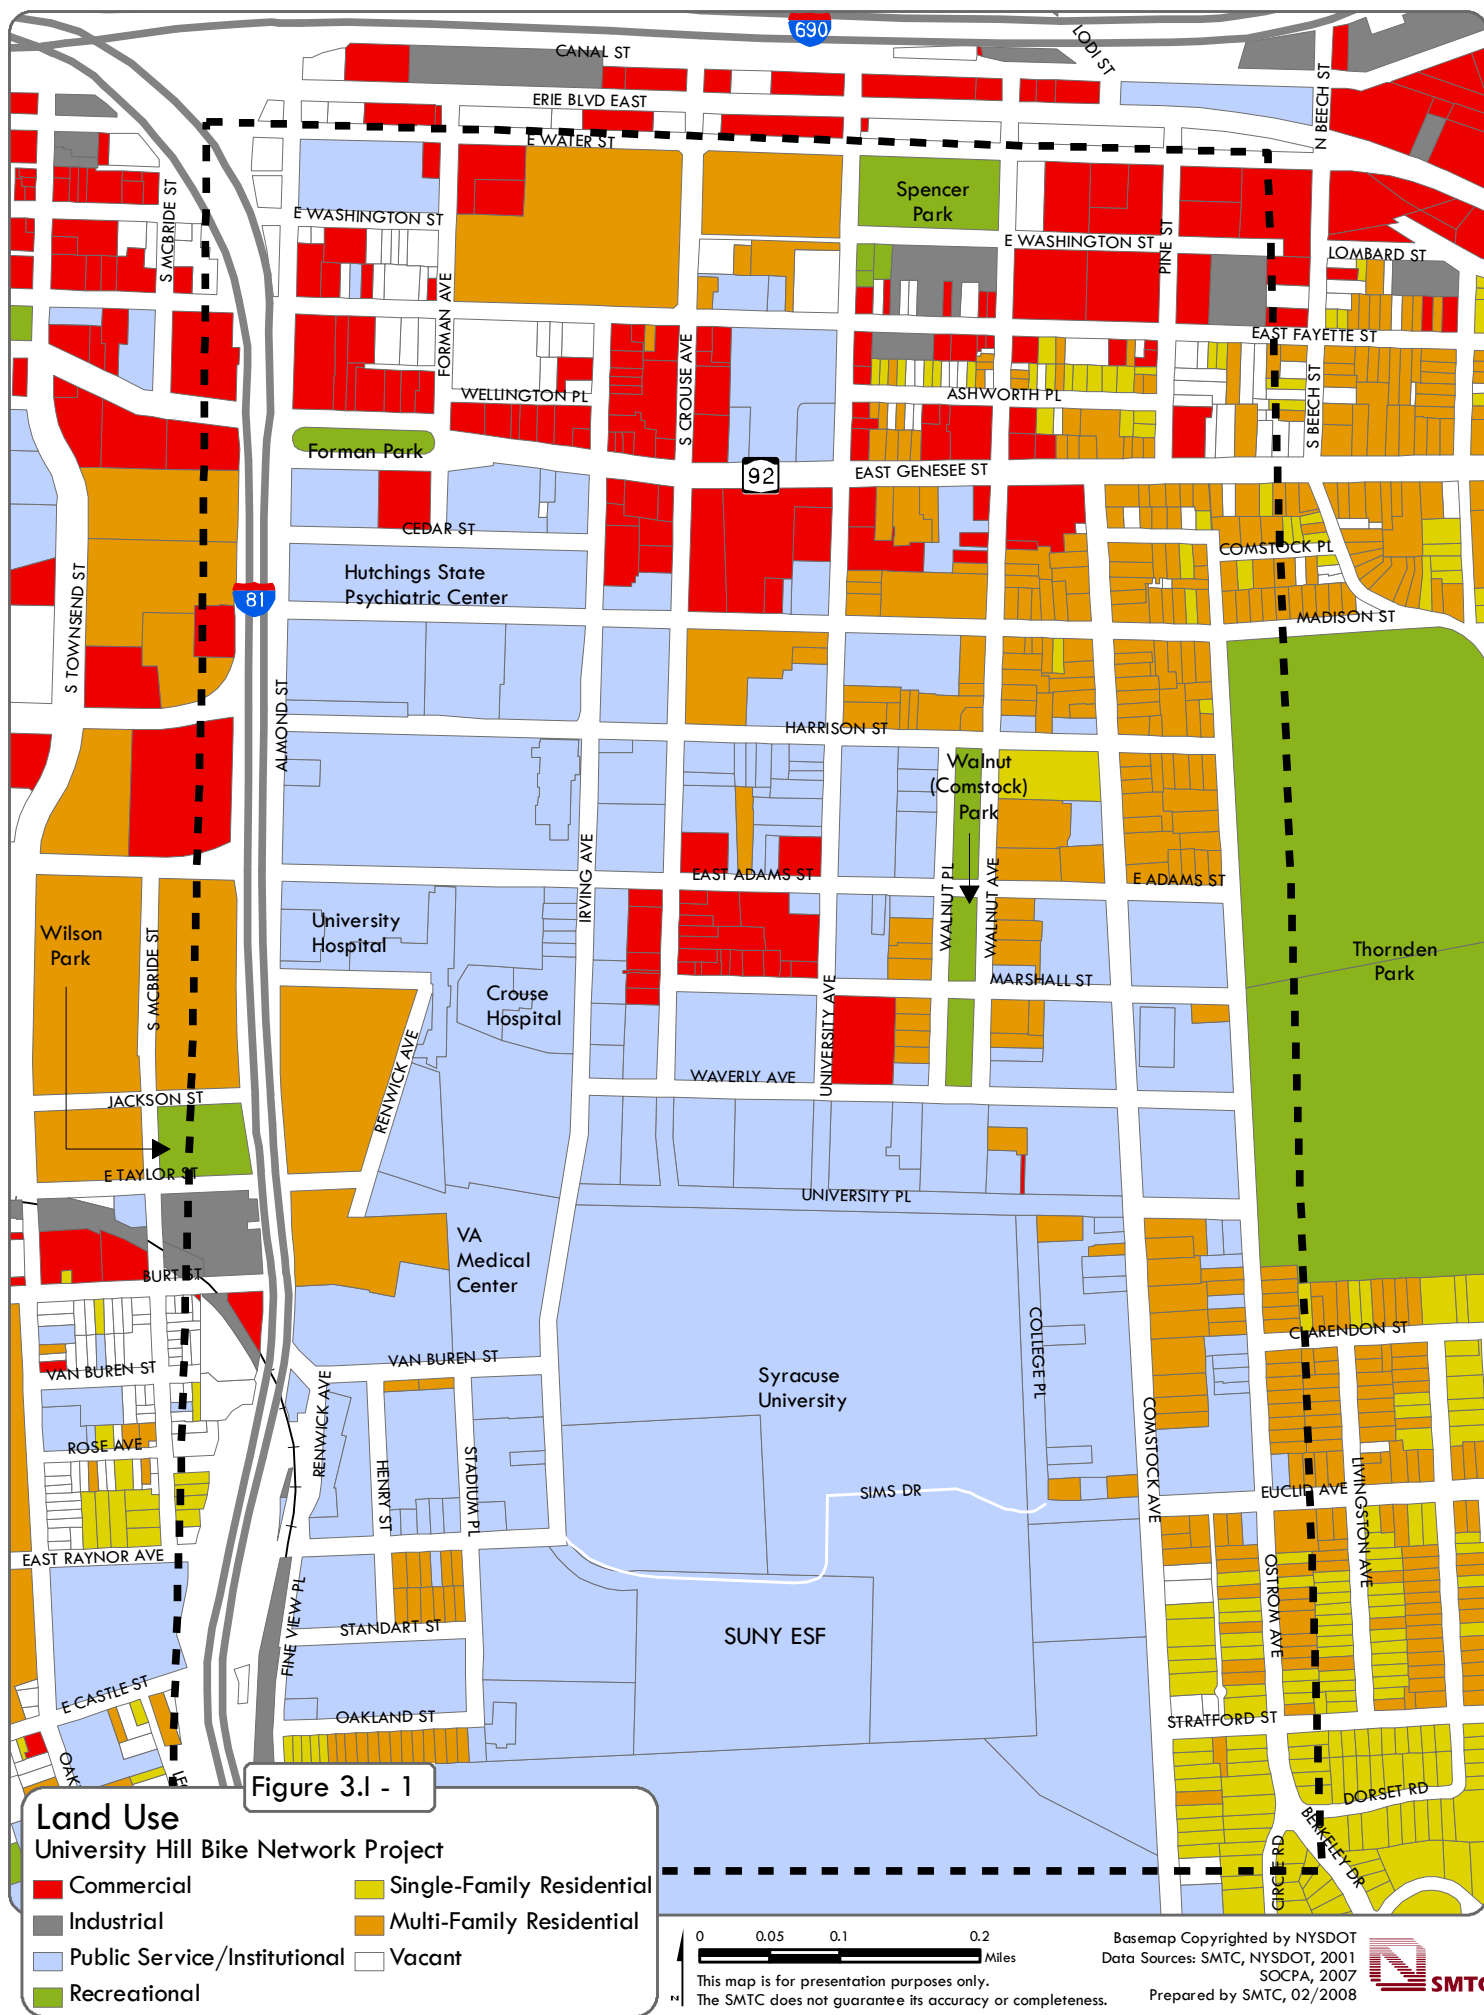 690
CANAL ST
LODI ST
ERIE BLVD EAST
N BEECH ST
E WATER ST
Spencer
Park
S MCBRIDE ST
E WASHINGTON ST
E WASHINGTON ST
PINE ST
LOMBARD ST
FORMAN AVE
EAST FAYETTE ST
S CROUSE AVE
WELLINGTON PL
ASHWORTH PL
S BEECH ST
Forman Park
92
EAST GENESEE ST
CEDAR ST
COMSTOCK PL
Hutchings State
Psychiatric Center
81
S TOWNSEND ST
MADISON ST
ALMOND ST
HARRISON ST
Walnut
(Comstock)
Park
IRVING AVE
EAST ADAMS ST
E ADAMS ST
WALNUT PL
WALNUT AVE
University
Hospital
Wilson
Park
S MCBRIDE ST
Thornden
Park
Crouse
Hospital
MARSHALL ST
UNIVERSITY AVE
RENWICK AVE
WAVERLY AVE
JACKSON ST
E TAYLOR ST
UNIVERSITY PL
VA
Medical
Center
BURT ST
COLLEGE PL
CLARENDON ST
VAN BUREN ST
VAN BUREN ST
Syracuse
University
RENWICK AVE
COMSTOCK AVE
ROSE AVE
HENRY ST
STADIUM PL
SIMS DR
EUCLID AVE
LIVINGSTON AVE
EAST RAYNOR AVE
OSTROM AVE
FINE VIEW PL
STANDART ST
SUNY ESF
E CASTLE ST
OAKLAND ST
STRATFORD ST
OAK
LEO
DORSET RD
BERKELEY DR
CIRCLE RD
Figure 3.I - 1
Land Use
University Hill Bike Network Project
Commercial
Industrial
Public Service/Institutional
Recreational
Single-Family Residential
Multi-Family Residential
Vacant
N
0 0.05 0.1 0.2
Miles
This map is for presentation purposes only.
The SMTC does not guarantee its accuracy or completeness.
Basemap Copyrighted by NYSDOT
Data Sources: SMTC, NYSDOT, 2001
SOCPA, 2007
Prepared by SMTC, 02/2008
SMTC